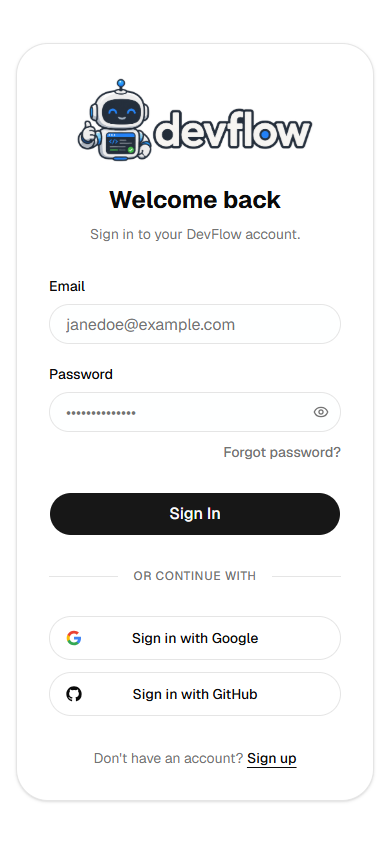 devflow
Welcome back
Sign in to your DevFlow account.
Email
janedoe@example.com
Password
••••••••••••••
Forgot password?
Sign In
OR CONTINUE WITH
Sign in with Google
Sign in with GitHub
Don't have an account? Sign up